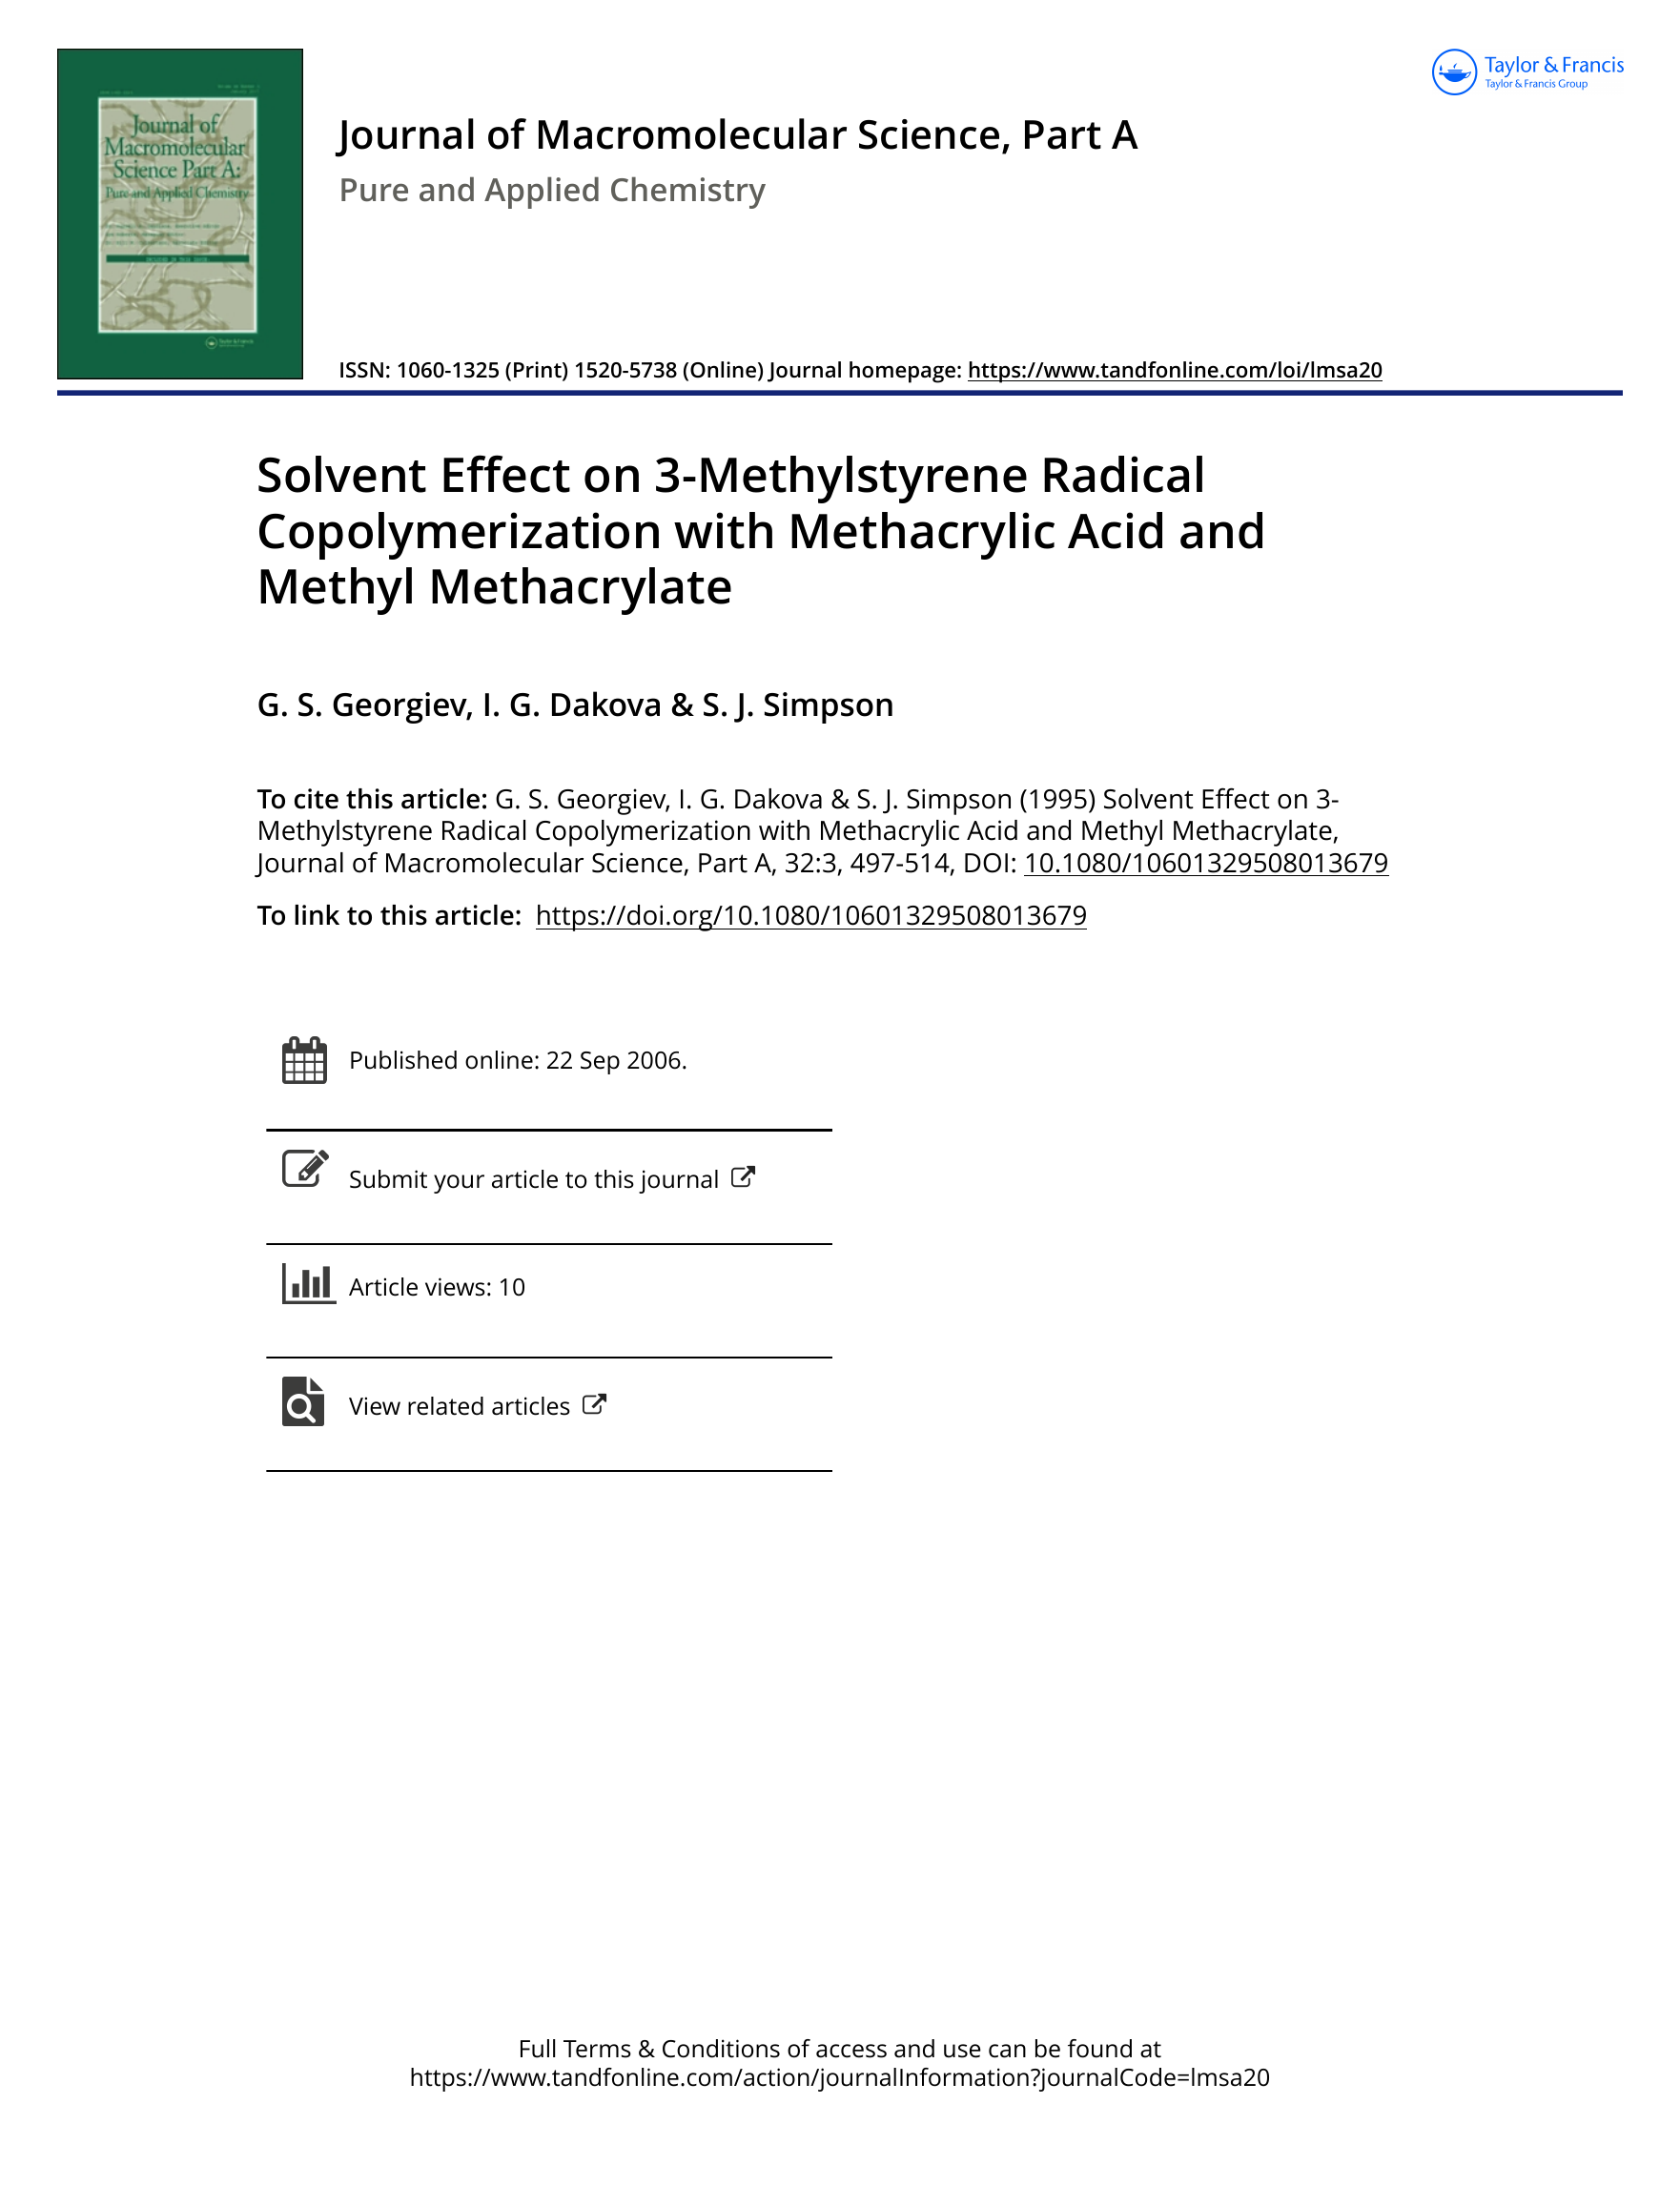 Taylor & Francis
Taylor & Francis Group
Journal of
Macromolecular
Science Part A:
Pure and Applied Chemistry
Journal of Macromolecular Science, Part A
Pure and Applied Chemistry
ISSN: 1060-1325 (Print) 1520-5738 (Online) Journal homepage: https://www.tandfonline.com/loi/lmsa20
Solvent Effect on 3-Methylstyrene Radical
Copolymerization with Methacrylic Acid and
Methyl Methacrylate
G. S. Georgiev, I. G. Dakova & S. J. Simpson
To cite this article: G. S. Georgiev, I. G. Dakova & S. J. Simpson (1995) Solvent Effect on 3-
Methylstyrene Radical Copolymerization with Methacrylic Acid and Methyl Methacrylate,
Journal of Macromolecular Science, Part A, 32:3, 497-514, DOI: 10.1080/10601329508013679
To link to this article: https://doi.org/10.1080/10601329508013679
Published online: 22 Sep 2006.
Submit your article to this journal
Article views: 10
View related articles
Full Terms & Conditions of access and use can be found at
https://www.tandfonline.com/action/journalInformation?journalCode=lmsa20